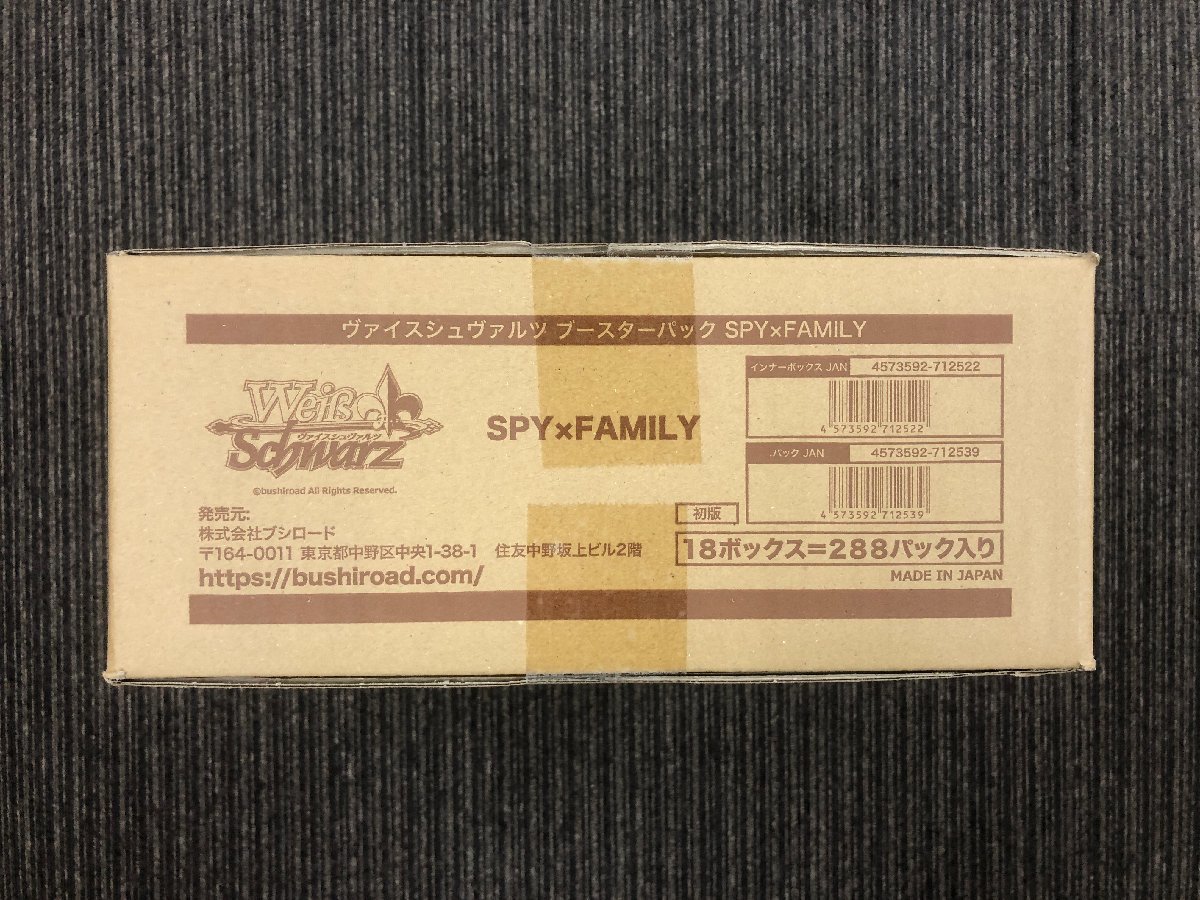 ヴァイスシュヴァルツ ブースターパック SPY×FAMILY
Weiß
ヴァイスシュヴァルツ
Schwarz
©bushiroad All Rights Reserved.
SPY×FAMILY
インナーボックス JAN 4573592-712522
4 573592 712522
パック JAN 4573592-712539
4 573592 712539
発売元:
株式会社ブシロード
〒164-0011 東京都中野区中央1-38-1 住友中野坂上ビル2階
https://bushiroad.com/
初版
18ボックス=288パック入り
MADE IN JAPAN